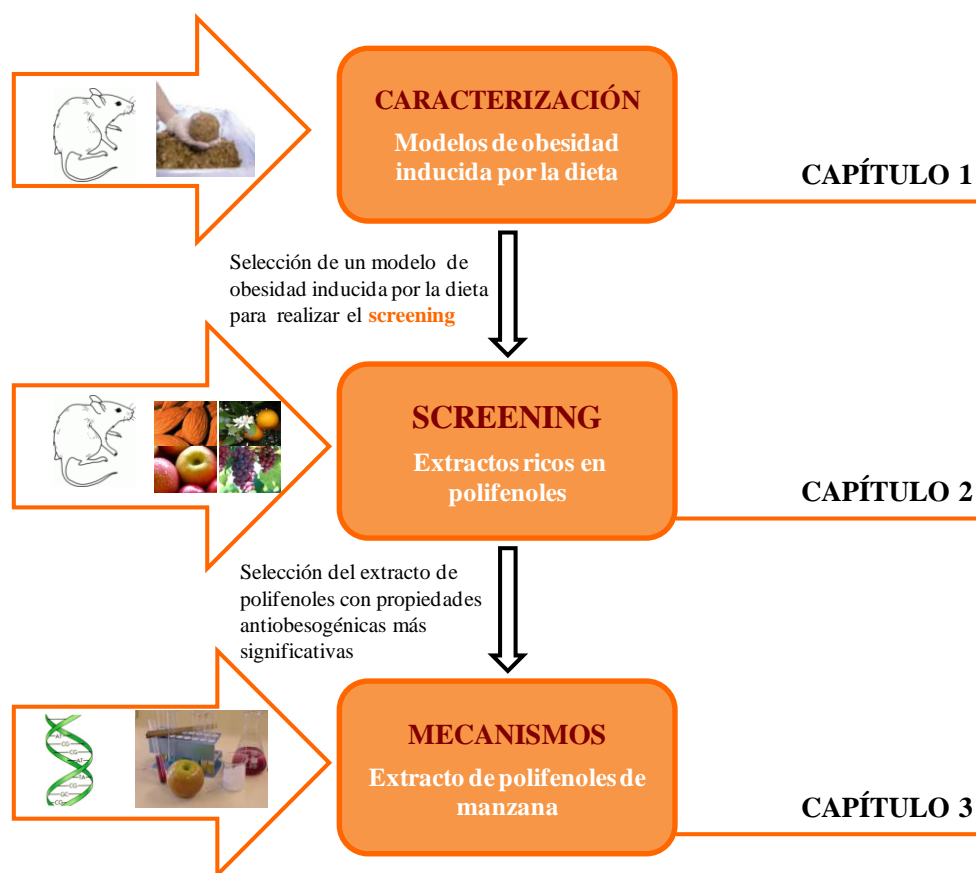 CARACTERIZACIÓN
Modelos de obesidad
inducida por la dieta
CAPÍTULO 1
Selección de un modelo de
obesidad inducida por la dieta
para realizar el screening
SCREENING
Extractos ricos en
polifenoles
CAPÍTULO 2
Selección del extracto de
polifenoles con propiedades
antiobesogénicas más
significativas
MECANISMOS
Extracto de polifenoles de
manzana
CAPÍTULO 3